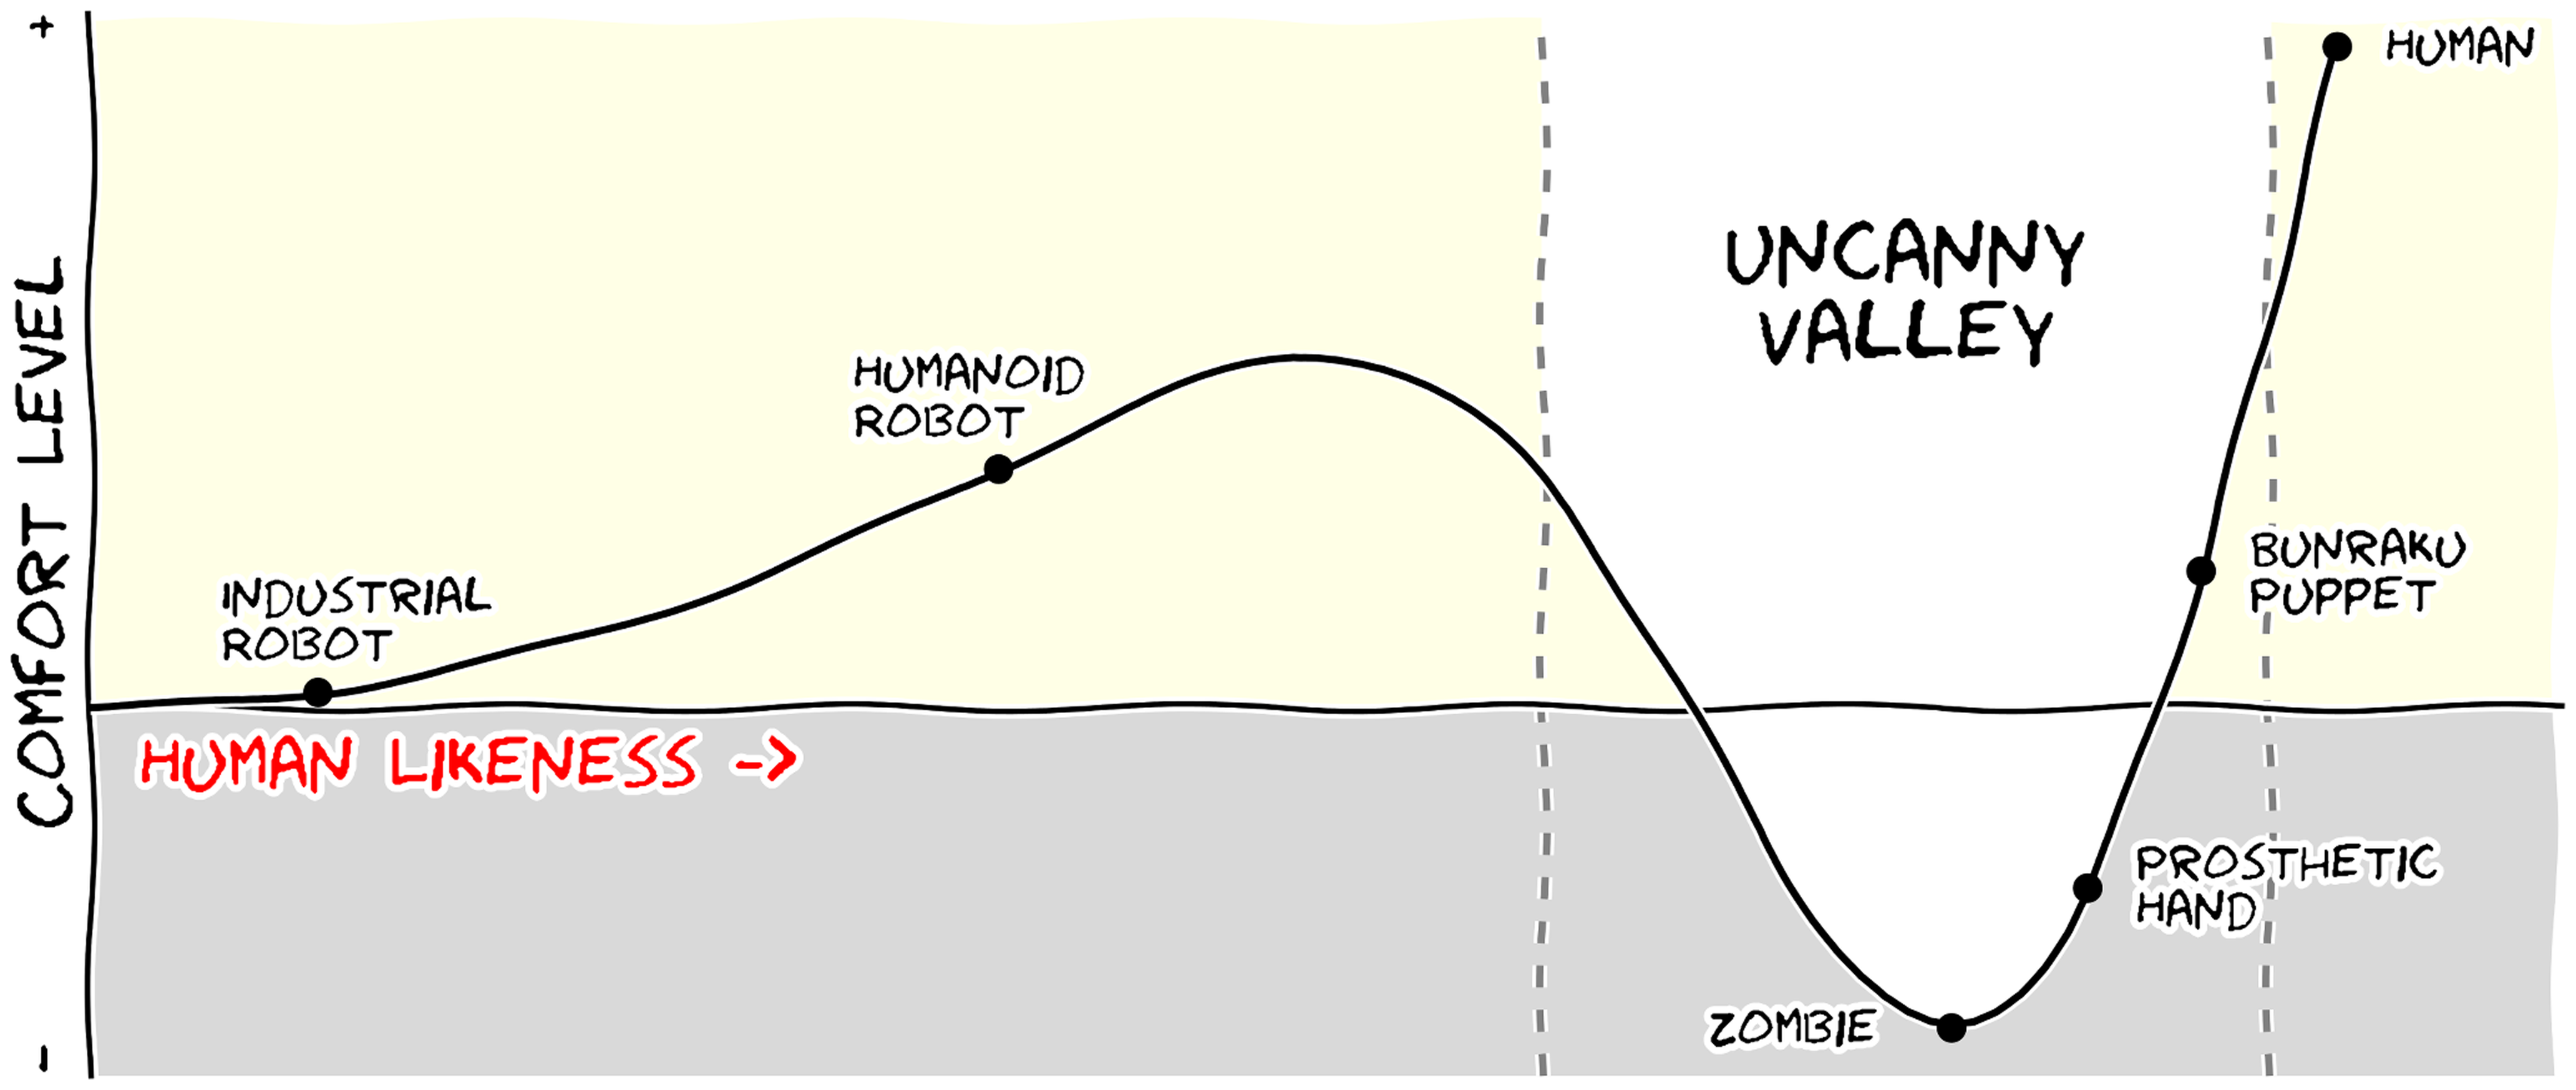 +
COMFORT LEVEL
-
HUMAN
UNCANNY
VALLEY
HUMANOID
ROBOT
INDUSTRIAL
ROBOT
BUNRAKU
PUPPET
HUMAN LIKENESS ->
PROSTHETIC
HAND
ZOMBIE